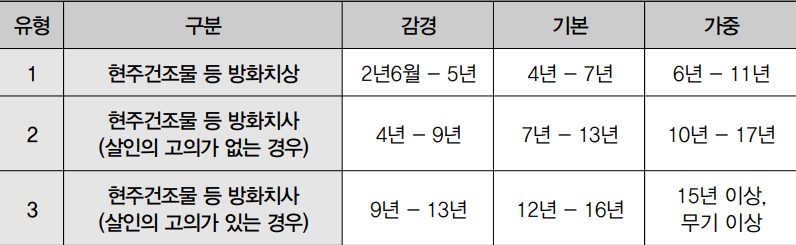 유형 구분 감경 기본 가중
1 현주건조물 등 방화치상 2년6월 – 5년 4년 – 7년 6년 – 11년
2 현주건조물 등 방화치사 (살인의 고의가 없는 경우) 4년 – 9년 7년 – 13년 10년 – 17년
3 현주건조물 등 방화치사 (살인의 고의가 있는 경우) 9년 – 13년 12년 – 16년 15년 이상, 무기 이상